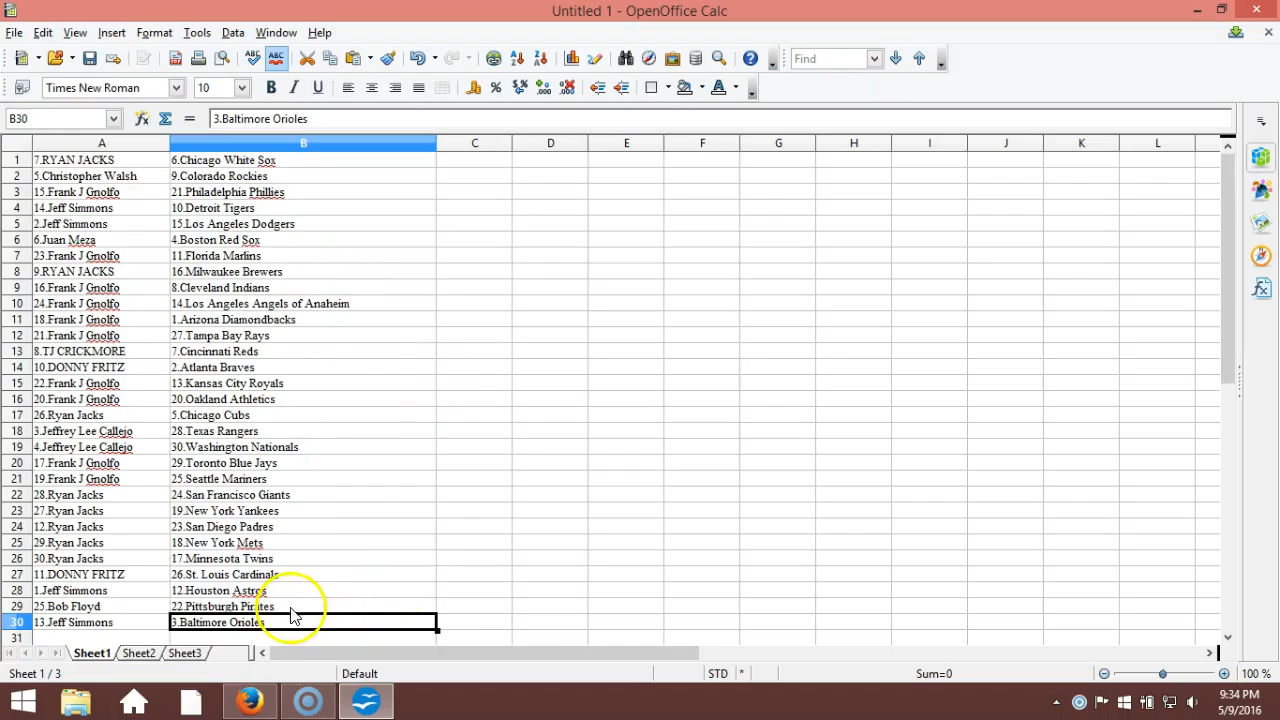 Untitled 1 - OpenOffice Calc
File Edit View Insert Format Tools Data Window Help
Find
Times New Roman 10
B30 3.Baltimore Orioles
A B C D E F G H I J K L
1 7.RYAN JACKS 6.Chicago White Sox
2 5.Christopher Walsh 9.Colorado Rockies
3 15.Frank J Gnolfo 21.Philadelphia Phillies
4 14.Jeff Simmons 10.Detroit Tigers
5 2.Jeff Simmons 15.Los Angeles Dodgers
6 6.Juan Meza 4.Boston Red Sox
7 23.Frank J Gnolfo 11.Florida Marlins
8 9.RYAN JACKS 16.Milwaukee Brewers
9 16.Frank J Gnolfo 8.Cleveland Indians
10 24.Frank J Gnolfo 14.Los Angeles Angels of Anaheim
11 18.Frank J Gnolfo 1.Arizona Diamondbacks
12 21.Frank J Gnolfo 27.Tampa Bay Rays
13 8.TJ CRICKMORE 7.Cincinnati Reds
14 10.DONNY FRITZ 2.Atlanta Braves
15 22.Frank J Gnolfo 13.Kansas City Royals
16 20.Frank J Gnolfo 20.Oakland Athletics
17 26.Ryan Jacks 5.Chicago Cubs
18 3.Jeffrey Lee Callejo 28.Texas Rangers
19 4.Jeffrey Lee Callejo 30.Washington Nationals
20 17.Frank J Gnolfo 29.Toronto Blue Jays
21 19.Frank J Gnolfo 25.Seattle Mariners
22 28.Ryan Jacks 24.San Francisco Giants
23 27.Ryan Jacks 19.New York Yankees
24 12.Ryan Jacks 23.San Diego Padres
25 29.Ryan Jacks 18.New York Mets
26 30.Ryan Jacks 17.Minnesota Twins
27 11.DONNY FRITZ 26.St. Louis Cardinals
28 1.Jeff Simmons 12.Houston Astros
29 25.Bob Floyd 22.Pittsburgh Pirates
30 13.Jeff Simmons 3.Baltimore Orioles
31
Sheet1 Sheet2 Sheet3
Sheet 1 / 3 Default STD * Sum=0 100 %
9:34 PM
5/9/2016